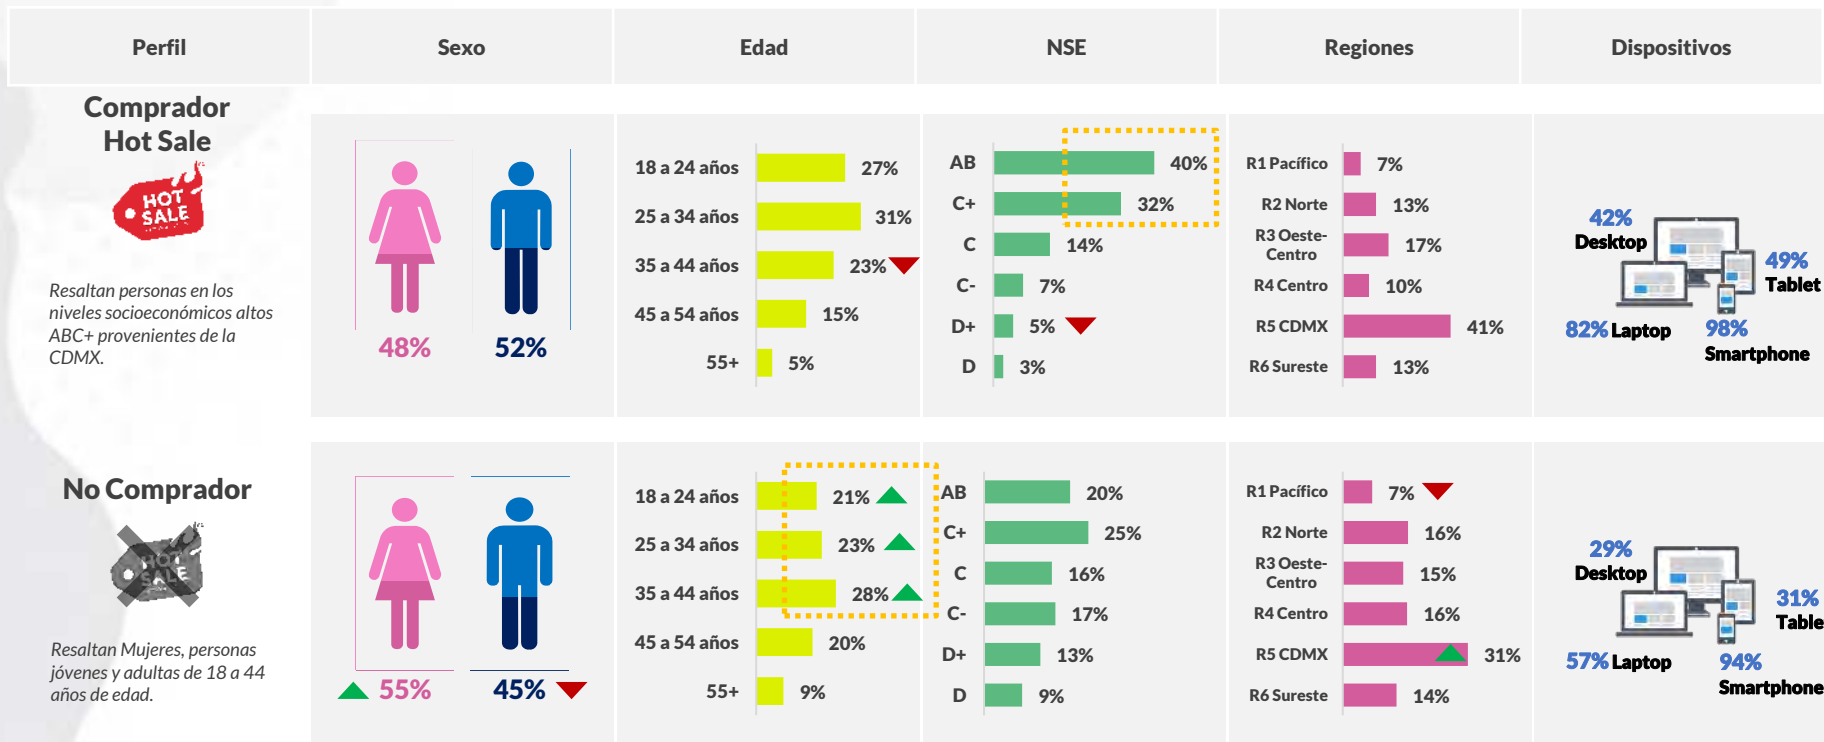 Perfil
Sexo
Edad
NSE
Regiones
Dispositivos
Comprador
Hot Sale
HOT
SALE
Resaltan personas en los
niveles socioeconómicos altos
ABC+ provenientes de la
CDMX.
48%
52%
18 a 24 años 27%
25 a 34 años 31%
35 a 44 años 23%
45 a 54 años 15%
55+ 5%
AB 40%
C+ 32%
C 14%
C- 7%
D+ 5%
D 3%
R1 Pacífico 7%
R2 Norte 13%
R3 Oeste-
Centro 17%
R4 Centro 10%
R5 CDMX 41%
R6 Sureste 13%
42%
Desktop
49%
Tablet
82% Laptop
98%
Smartphone
No Comprador
HOT
SALE
Resaltan Mujeres, personas
jóvenes y adultas de 18 a 44
años de edad.
55%
45%
18 a 24 años 21%
25 a 34 años 23%
35 a 44 años 28%
45 a 54 años 20%
55+ 9%
AB 20%
C+ 25%
C 16%
C- 17%
D+ 13%
D 9%
R1 Pacífico 7%
R2 Norte 16%
R3 Oeste-
Centro 15%
R4 Centro 16%
R5 CDMX 31%
R6 Sureste 14%
29%
Desktop
31%
Table
57% Laptop
94%
Smartphone